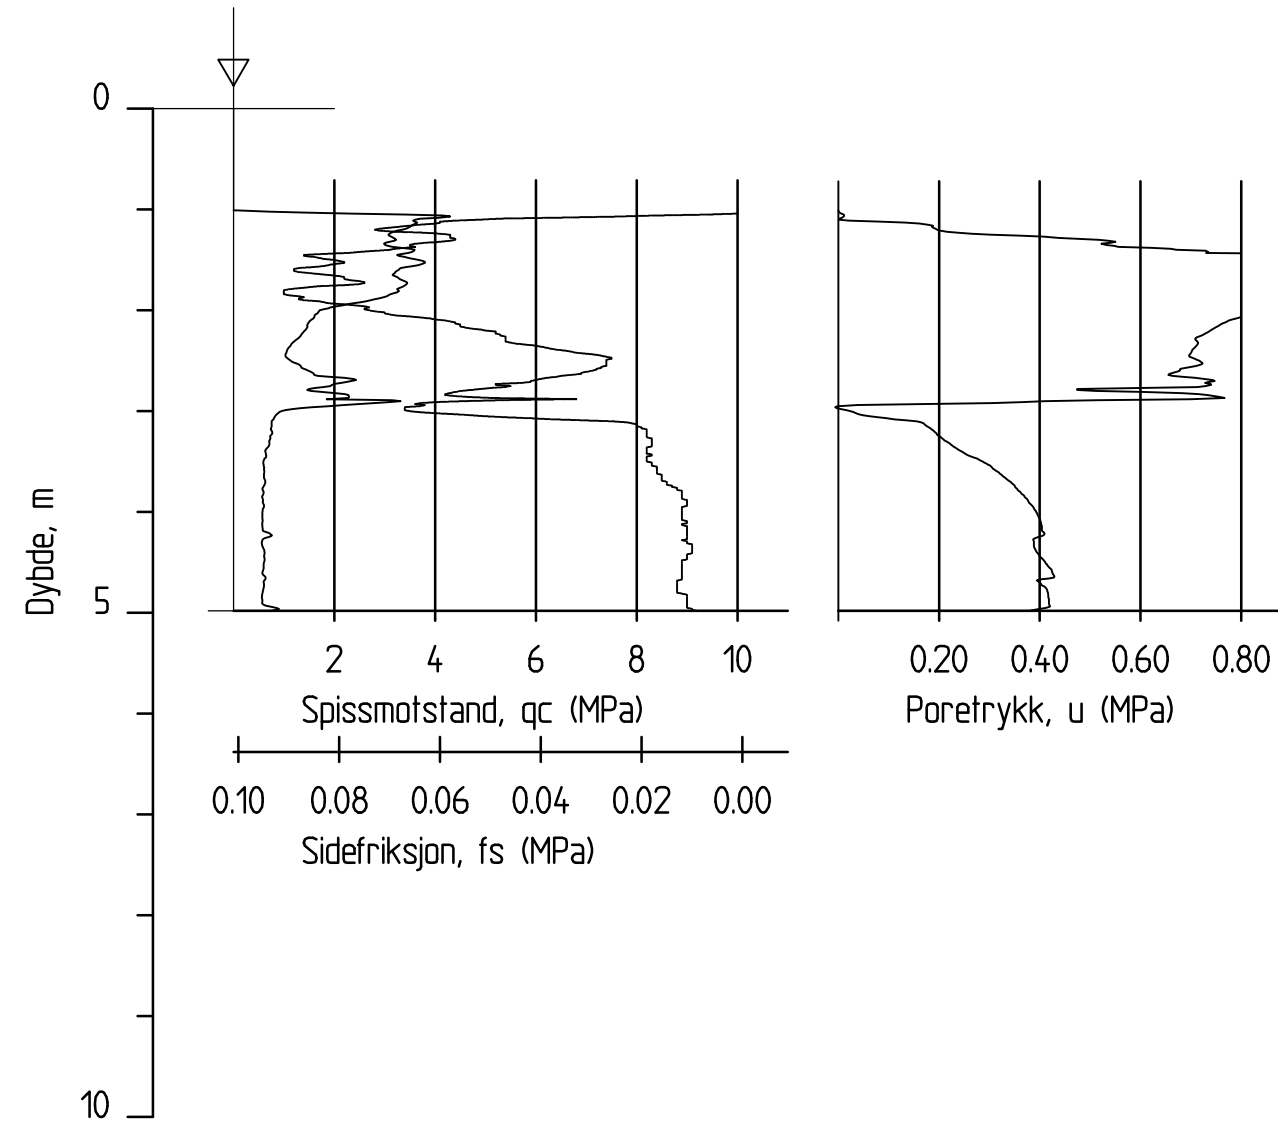 0
5
10
Dybde, m
2 4 6 8 10
Spissmotstand, qc (MPa)
0.10 0.08 0.06 0.04 0.02 0.00
Sidefriksjon, fs (MPa)
0.20 0.40 0.60 0.80
Poretrykk, u (MPa)